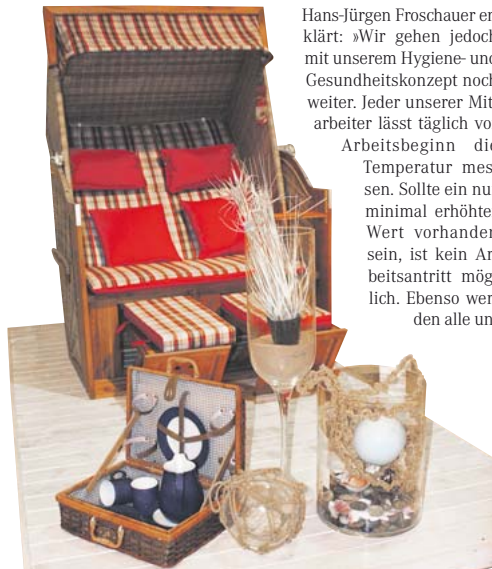 Hans-Jürgen Froschauer er
klärt: »Wir gehen jedoch
mit unserem Hygiene- und
Gesundheitskonzept noch
weiter. Jeder unserer Mit
arbeiter lässt täglich vo
Arbeitsbeginn die
Temperatur mes
sen. Sollte ein nu
minimal erhöhte
Wert vorhanden
sein, ist kein Ar
beitsantritt mög
lich. Ebenso wer
den alle un